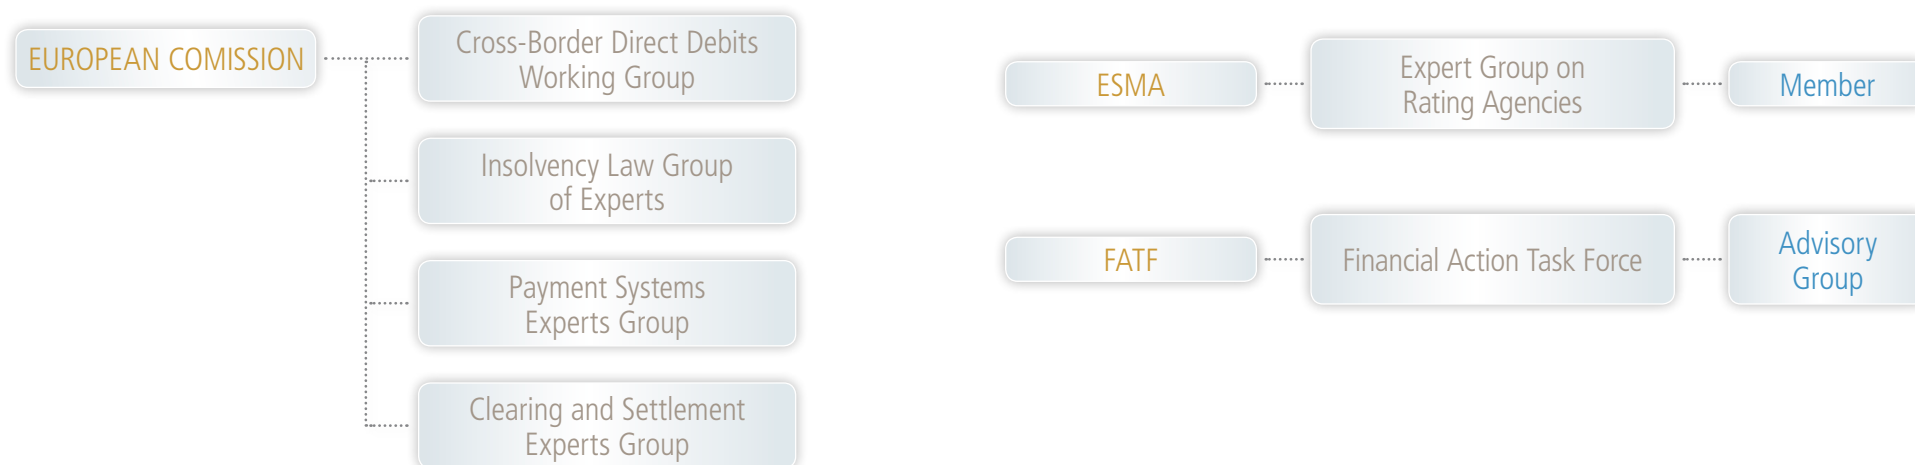 EUROPEAN COMISSION
Cross-Border Direct Debits
Working Group
Insolvency Law Group
of Experts
Payment Systems
Experts Group
Clearing and Settlement
Experts Group
ESMA
Expert Group on
Rating Agencies
Member
FATF
Financial Action Task Force
Advisory
Group